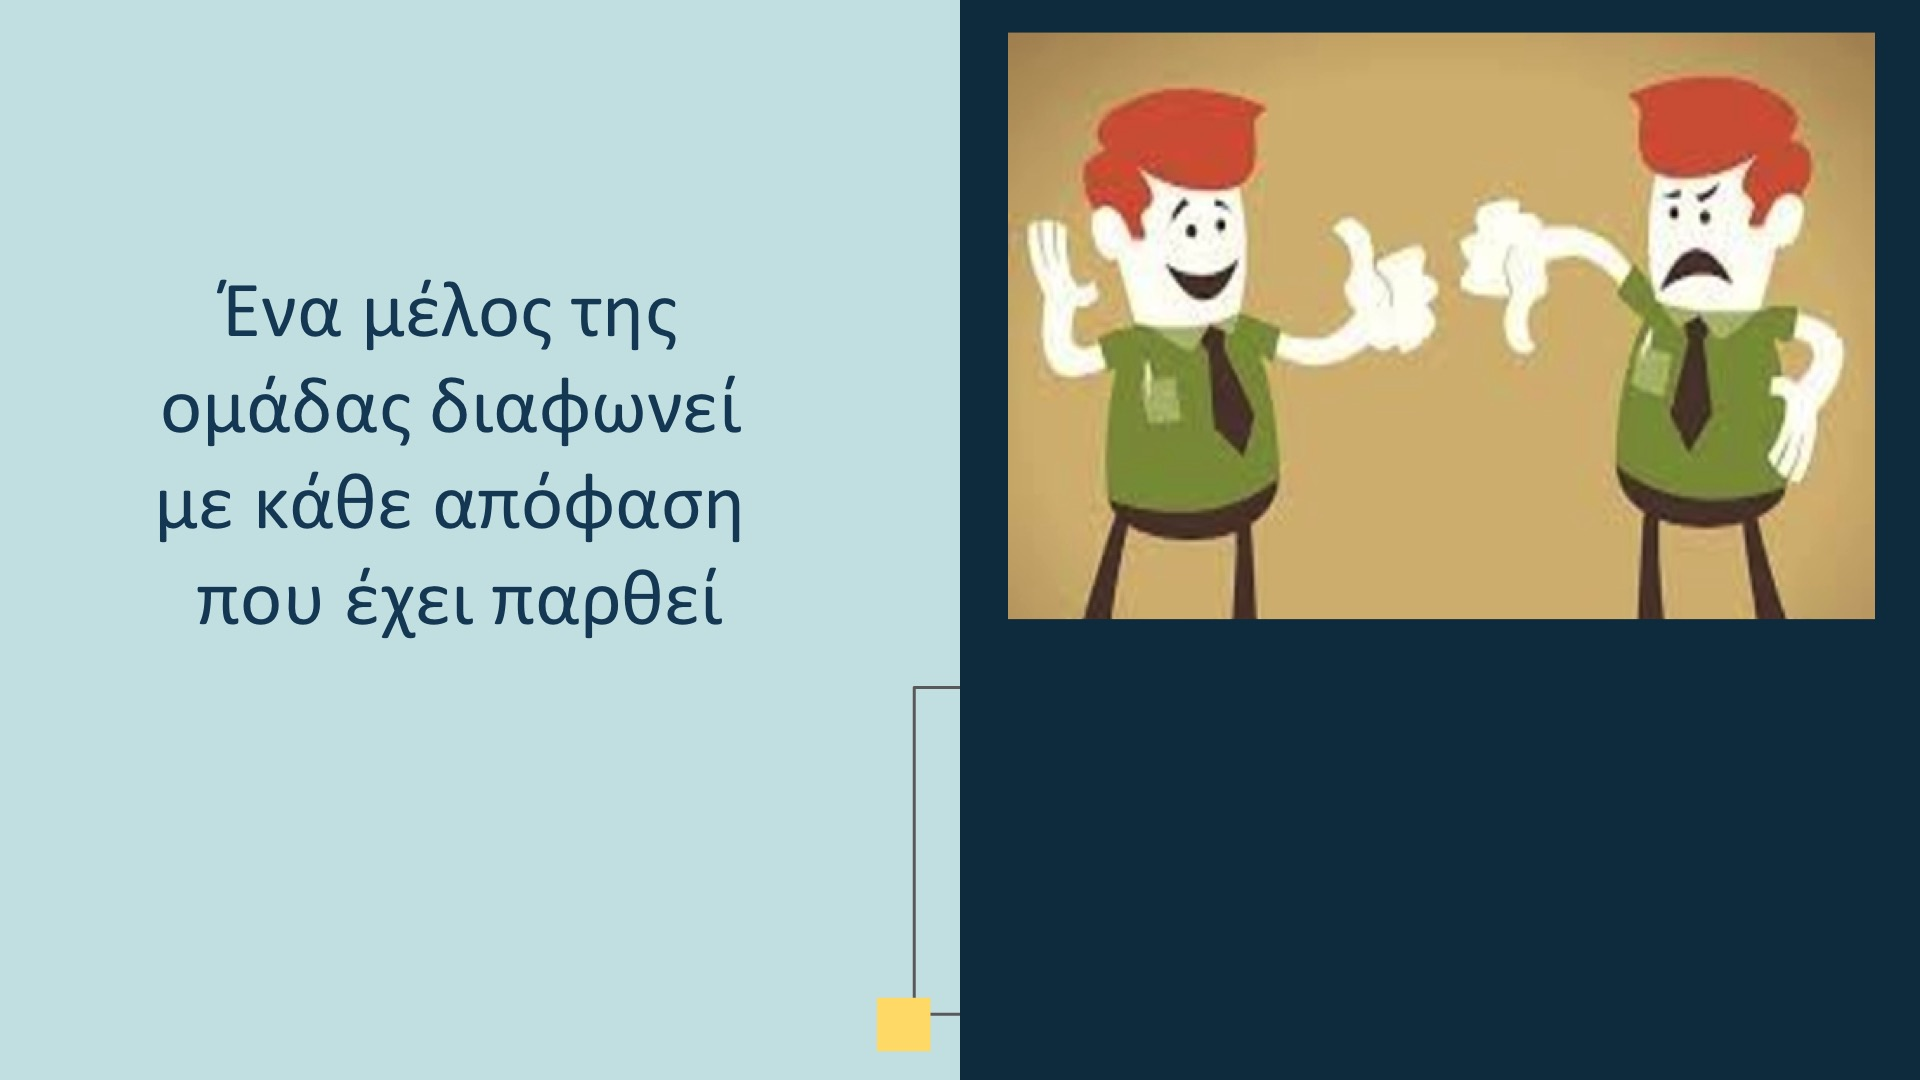 Ένα μέλος της
ομάδας διαφωνεί
με κάθε απόφαση
που έχει παρθεί